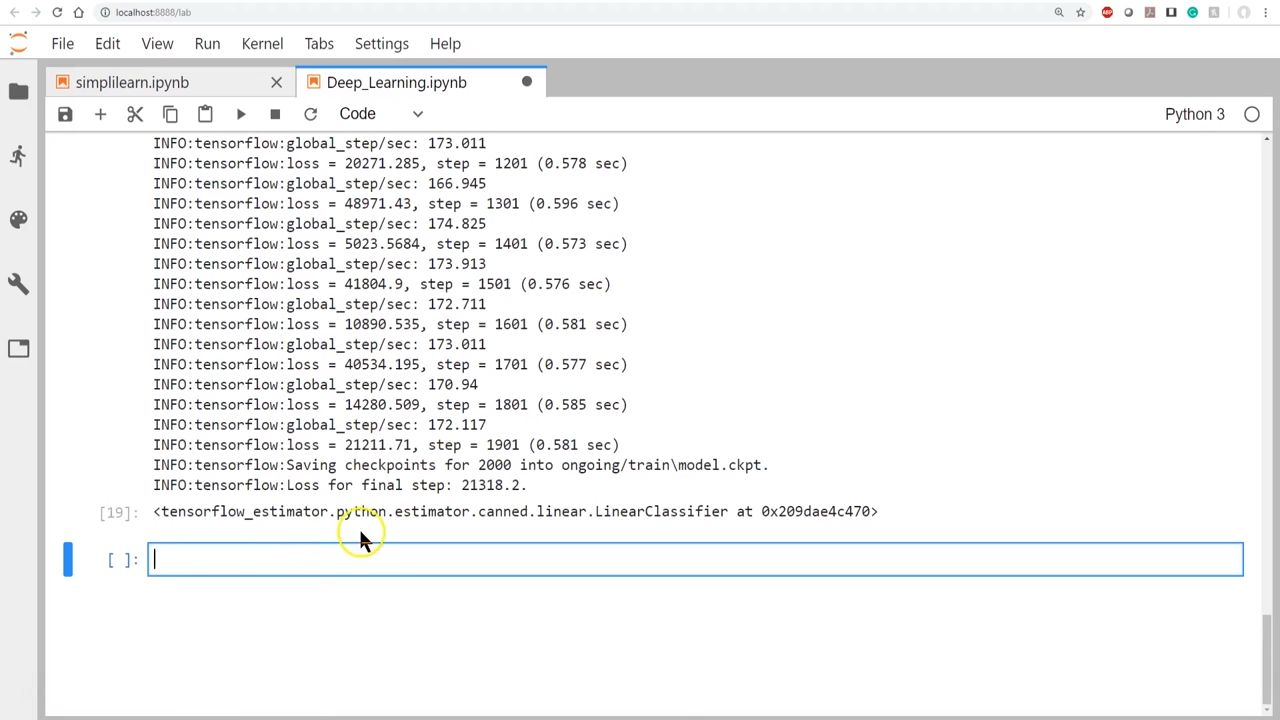 localhost:8888/lab
ABP
File Edit View Run Kernel Tabs Settings Help
simplilearn.ipynb Deep_Learning.ipynb
Code Python 3
INFO:tensorflow:global_step/sec: 173.011
INFO:tensorflow:loss = 20271.285, step = 1201 (0.578 sec)
INFO:tensorflow:global_step/sec: 166.945
INFO:tensorflow:loss = 48971.43, step = 1301 (0.596 sec)
INFO:tensorflow:global_step/sec: 174.825
INFO:tensorflow:loss = 5023.5684, step = 1401 (0.573 sec)
INFO:tensorflow:global_step/sec: 173.913
INFO:tensorflow:loss = 41804.9, step = 1501 (0.576 sec)
INFO:tensorflow:global_step/sec: 172.711
INFO:tensorflow:loss = 10890.535, step = 1601 (0.581 sec)
INFO:tensorflow:global_step/sec: 173.011
INFO:tensorflow:loss = 40534.195, step = 1701 (0.577 sec)
INFO:tensorflow:global_step/sec: 170.94
INFO:tensorflow:loss = 14280.509, step = 1801 (0.585 sec)
INFO:tensorflow:global_step/sec: 172.117
INFO:tensorflow:loss = 21211.71, step = 1901 (0.581 sec)
INFO:tensorflow:Saving checkpoints for 2000 into ongoing/train\model.ckpt.
INFO:tensorflow:Loss for final step: 21318.2.
[19]: <tensorflow_estimator.python.estimator.canned.linear.LinearClassifier at 0x209dae4c470>
[ ]: